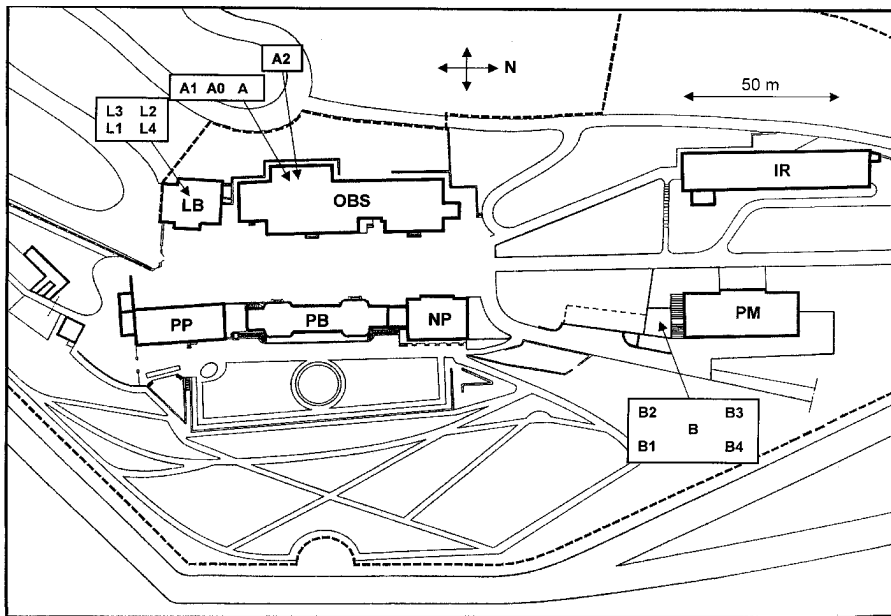 A2
N
50 m
A1 A0 A
L3 L2
L1 L4
IR
LB
OBS
PP
PB
NP
PM
B2 B3
B
B1 B4